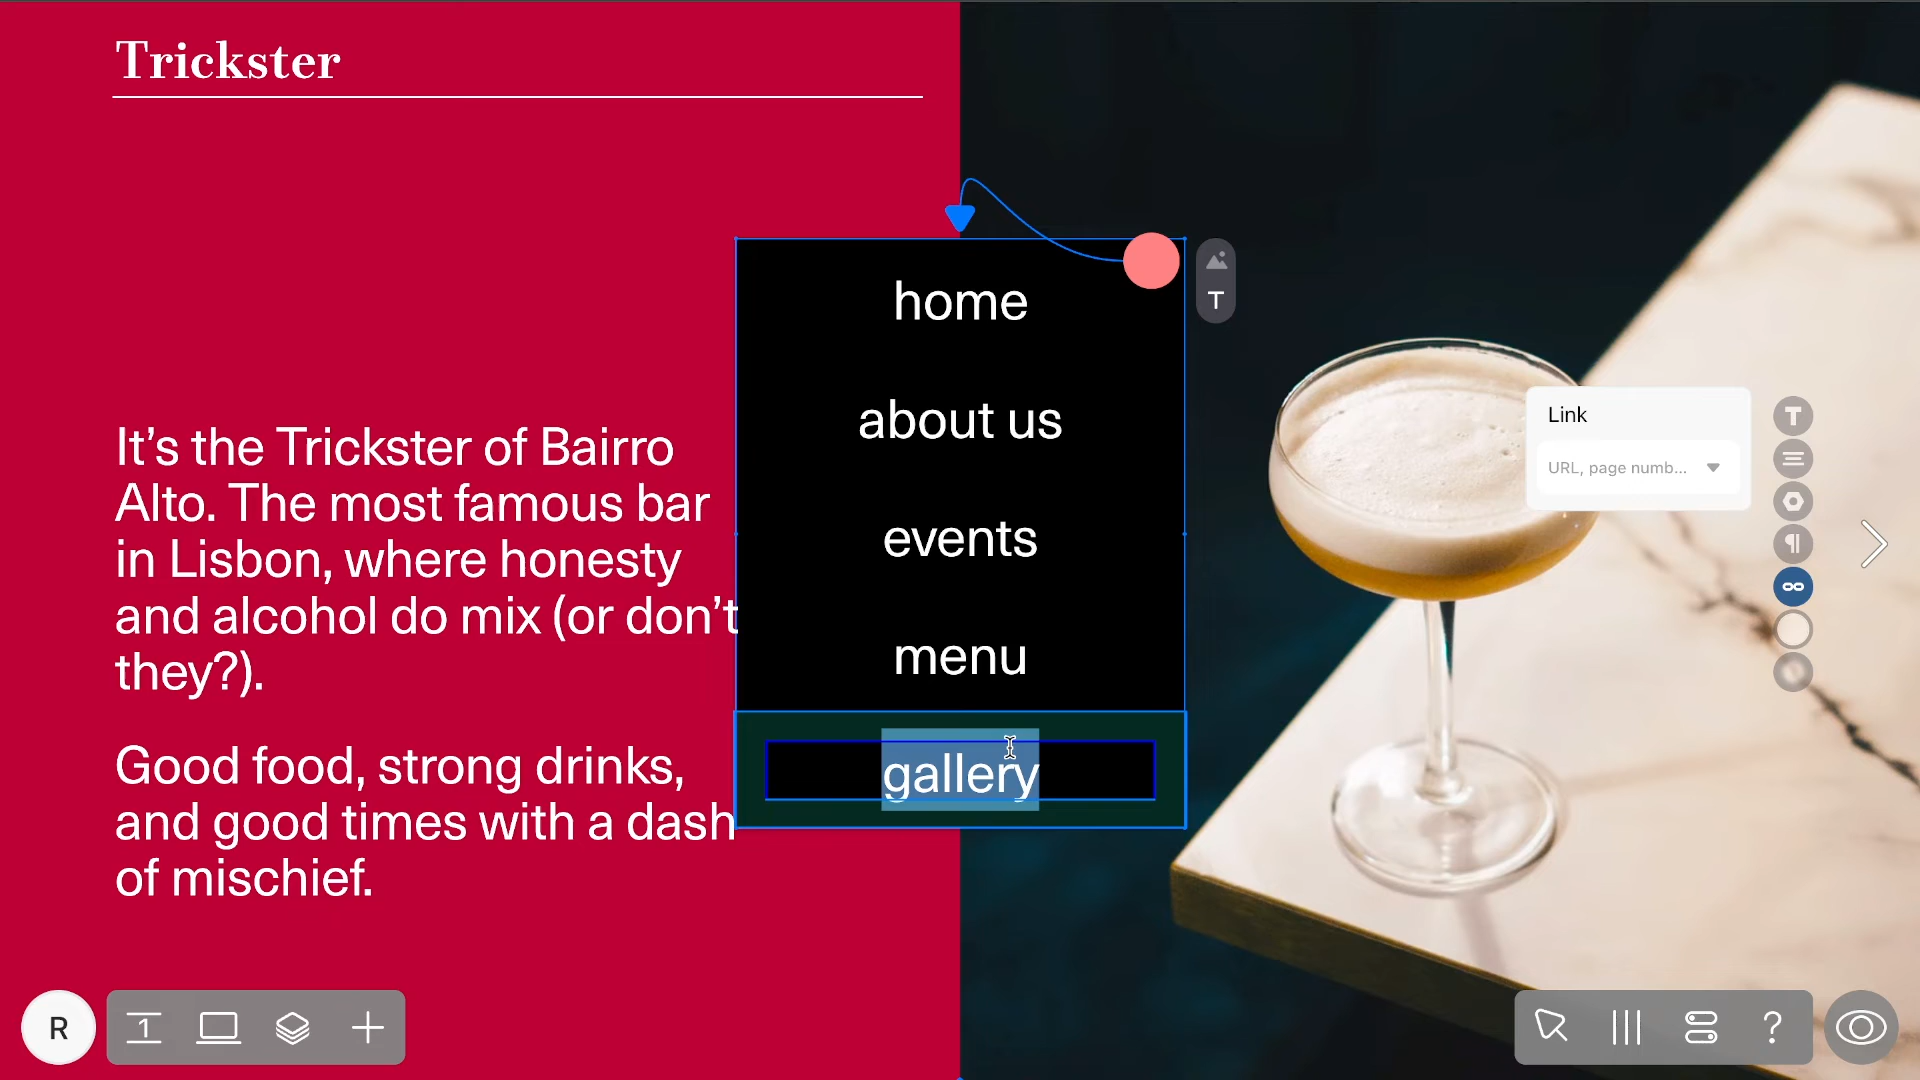 Trickster
home
about us
events
menu
gallery
It’s the Trickster of Bairro
Alto. The most famous bar
in Lisbon, where honesty
and alcohol do mix (or don’t
they?).
Good food, strong drinks,
and good times with a dash
of mischief.
T
Link
URL, page numb...
T
¶
R
1
?